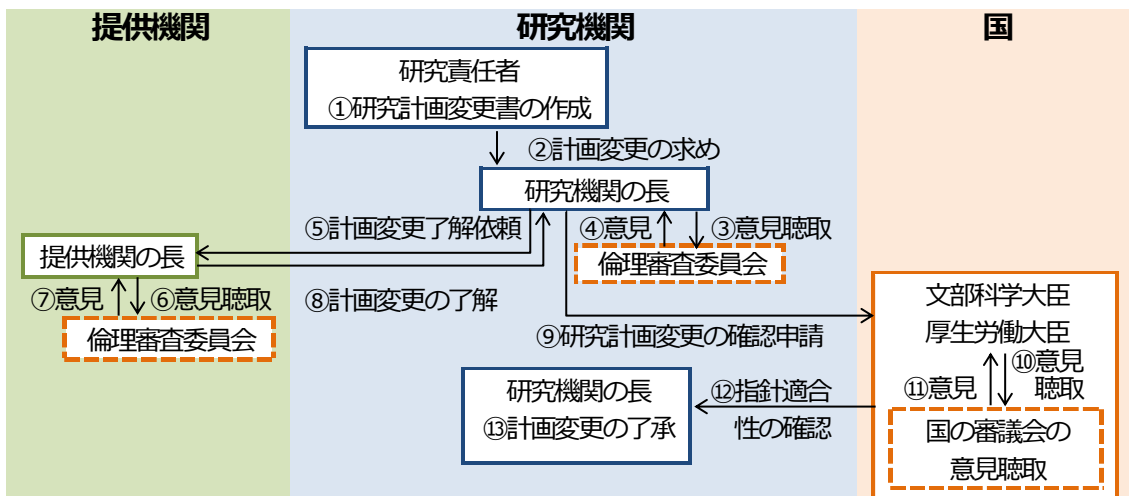 提供機関
研究機関
国
研究責任者
①研究計画変更書の作成
②計画変更の求め
研究機関の長
⑤計画変更了解依頼
④意見
③意見聴取
倫理審査委員会
提供機関の長
⑦意見
⑥意見聴取
倫理審査委員会
⑧計画変更の了解
⑨研究計画変更の確認申請
文部科学大臣
厚生労働大臣
⑪意見
⑩意見
聴取
国の審議会の
意見聴取
⑫指針適合
性の確認
研究機関の長
⑬計画変更の了承